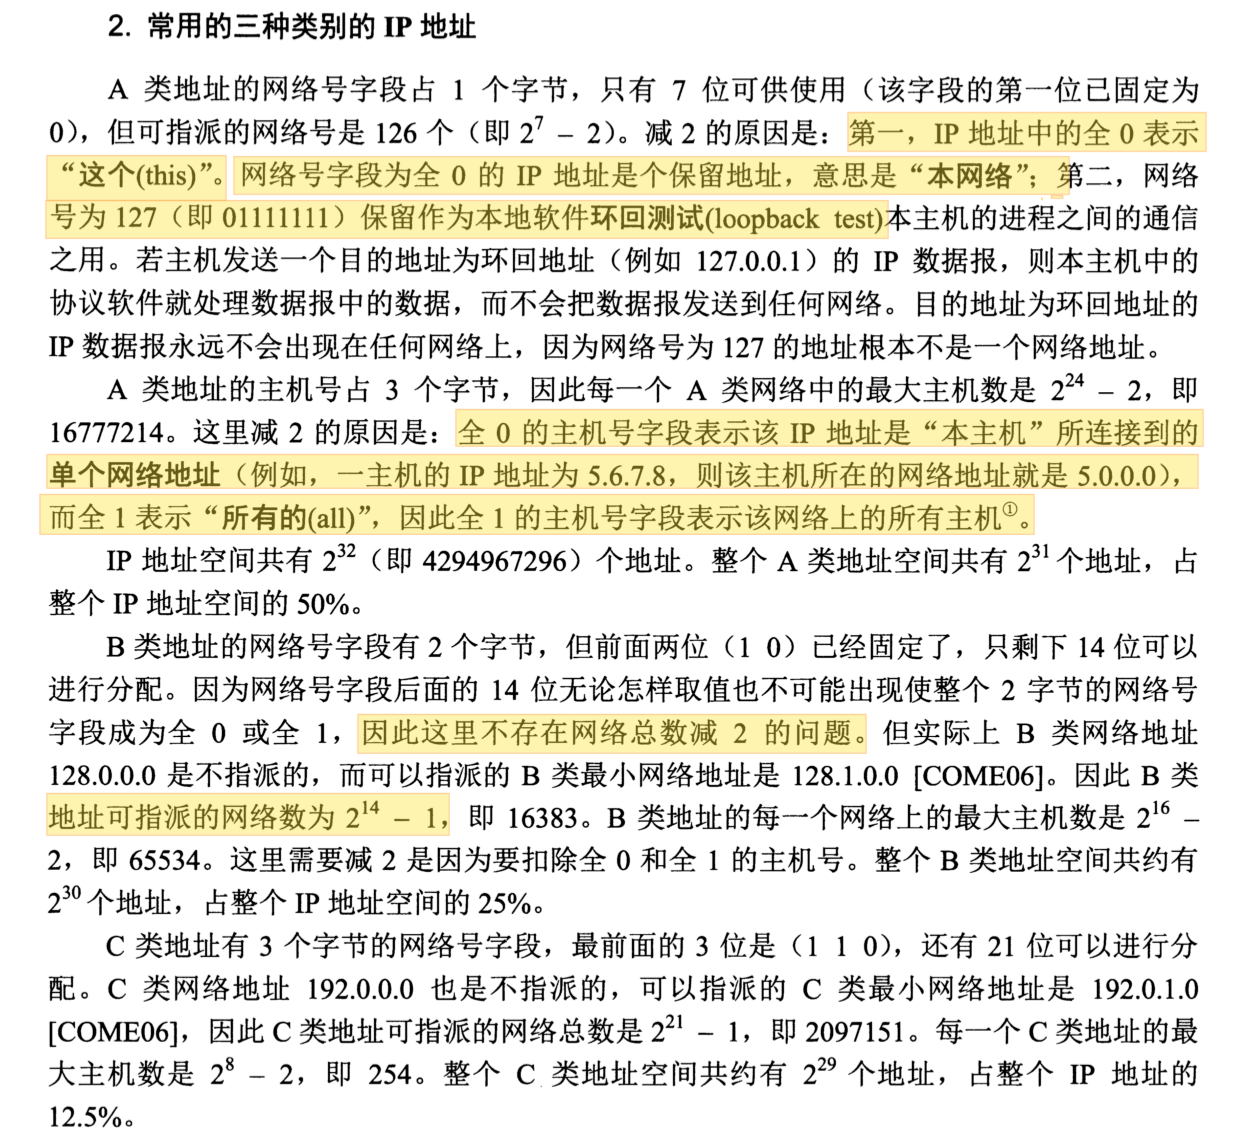 2. 常用的三种类别的 IP 地址
A 类地址的网络号字段占 1 个字节，只有 7 位可供使用（该字段的第一位已固定为
0），但可指派的网络号是 126 个（即 2⁷ − 2）。减 2 的原因是：第一，IP 地址中的全 0 表示
“这个(this)”。网络号字段为全 0 的 IP 地址是个保留地址，意思是“本网络”；第二，网络
号为 127（即 01111111）保留作为本地软件环回测试(loopback test)本主机的进程之间的通信
之用。若主机发送一个目的地址为环回地址（例如 127.0.0.1）的 IP 数据报，则本主机中的
协议软件就处理数据报中的数据，而不会把数据报发送到任何网络。目的地址为环回地址的
IP 数据报永远不会出现在任何网络上，因为网络号为 127 的地址根本不是一个网络地址。
A 类地址的主机号占 3 个字节，因此每一个 A 类网络中的最大主机数是 2²⁴ − 2，即
16777214。这里减 2 的原因是：全 0 的主机号字段表示该 IP 地址是“本主机”所连接到的
单个网络地址（例如，一主机的 IP 地址为 5.6.7.8，则该主机所在的网络地址就是 5.0.0.0），
而全 1 表示“所有的(all)”，因此全 1 的主机号字段表示该网络上的所有主机①。
IP 地址空间共有 2³²（即 4294967296）个地址。整个 A 类地址空间共有 2³¹ 个地址，占
整个 IP 地址空间的 50%。
B 类地址的网络号字段有 2 个字节，但前面两位（1 0）已经固定了，只剩下 14 位可以
进行分配。因为网络号字段后面的 14 位无论怎样取值也不可能出现使整个 2 字节的网络号
字段成为全 0 或全 1，因此这里不存在网络总数减 2 的问题。但实际上 B 类网络地址
128.0.0.0 是不指派的，而可以指派的 B 类最小网络地址是 128.1.0.0 [COME06]。因此 B 类
地址可指派的网络数为 2¹⁴ − 1，即 16383。B 类地址的每一个网络上的最大主机数是 2¹⁶ −
2，即 65534。这里需要减 2 是因为要扣除全 0 和全 1 的主机号。整个 B 类地址空间共约有
2³⁰ 个地址，占整个 IP 地址空间的 25%。
C 类地址有 3 个字节的网络号字段，最前面的 3 位是（1 1 0），还有 21 位可以进行分
配。C 类网络地址 192.0.0.0 也是不指派的，可以指派的 C 类最小网络地址是 192.0.1.0
[COME06]，因此 C 类地址可指派的网络总数是 2²¹ − 1，即 2097151。每一个 C 类地址的最
大主机数是 2⁸ − 2，即 254。整个 C 类地址空间共约有 2²⁹ 个地址，占整个 IP 地址的
12.5%。